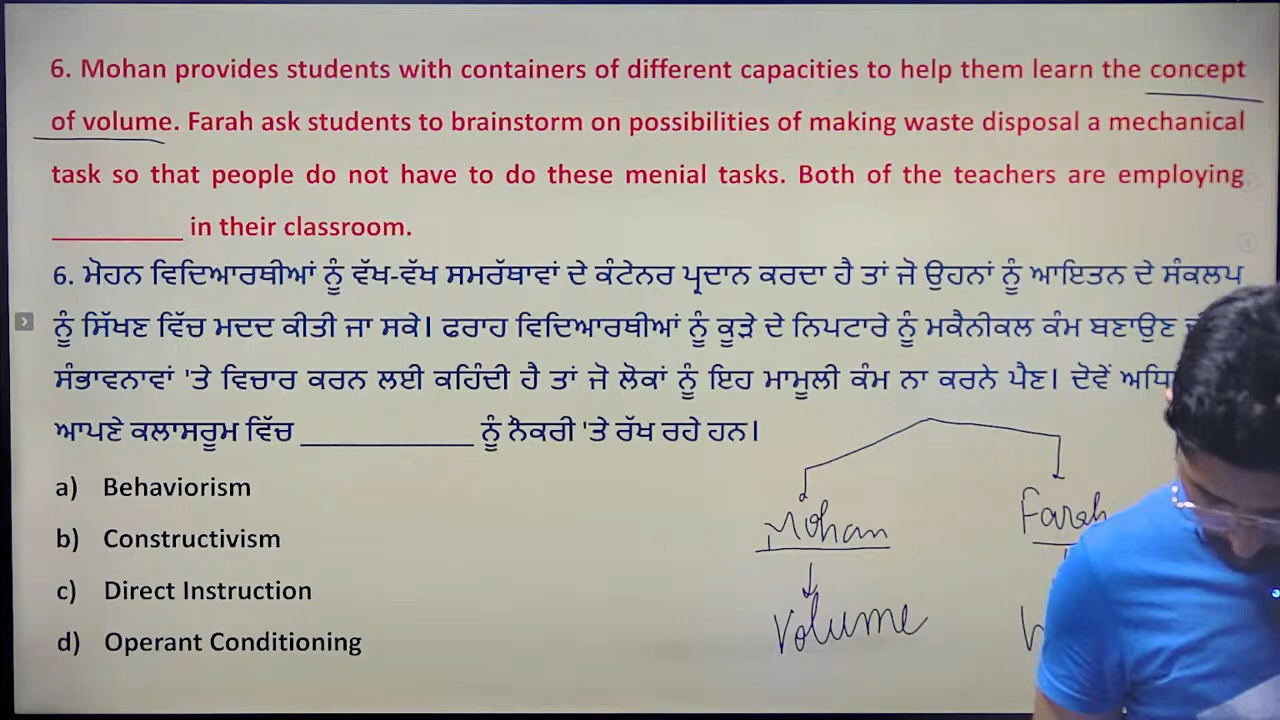 6. Mohan provides students with containers of different capacities to help them learn the concept
of volume. Farah ask students to brainstorm on possibilities of making waste disposal a mechanical
task so that people do not have to do these menial tasks. Both of the teachers are employing
__________ in their classroom.
6. ਮੋਹਨ ਵਿਦਿਆਰਥੀਆਂ ਨੂੰ ਵੱਖ-ਵੱਖ ਸਮਰੱਥਾਵਾਂ ਦੇ ਕੰਟੇਨਰ ਪ੍ਰਦਾਨ ਕਰਦਾ ਹੈ ਤਾਂ ਜੋ ਉਹਨਾਂ ਨੂੰ ਆਇਤਨ ਦੇ ਸੰਕਲਪ
ਨੂੰ ਸਿੱਖਣ ਵਿੱਚ ਮਦਦ ਕੀਤੀ ਜਾ ਸਕੇ। ਫਰਾਹ ਵਿਦਿਆਰਥੀਆਂ ਨੂੰ ਕੂੜੇ ਦੇ ਨਿਪਟਾਰੇ ਨੂੰ ਮਕੈਨੀਕਲ ਕੰਮ ਬਣਾਉਣ
ਸੰਭਾਵਨਾਵਾਂ 'ਤੇ ਵਿਚਾਰ ਕਰਨ ਲਈ ਕਹਿੰਦੀ ਹੈ ਤਾਂ ਜੋ ਲੋਕਾਂ ਨੂੰ ਇਹ ਮਾਮੂਲੀ ਕੰਮ ਨਾ ਕਰਨੇ ਪੈਣ। ਦੋਵੇਂ
ਆਪਣੇ ਕਲਾਸਰੂਮ ਵਿੱਚ _____________ ਨੂੰ ਨੌਕਰੀ 'ਤੇ ਰੱਖ ਰਹੇ ਹਨ।
a) Behaviorism
b) Constructivism
c) Direct Instruction
d) Operant Conditioning
Mohan
Farah
Volume